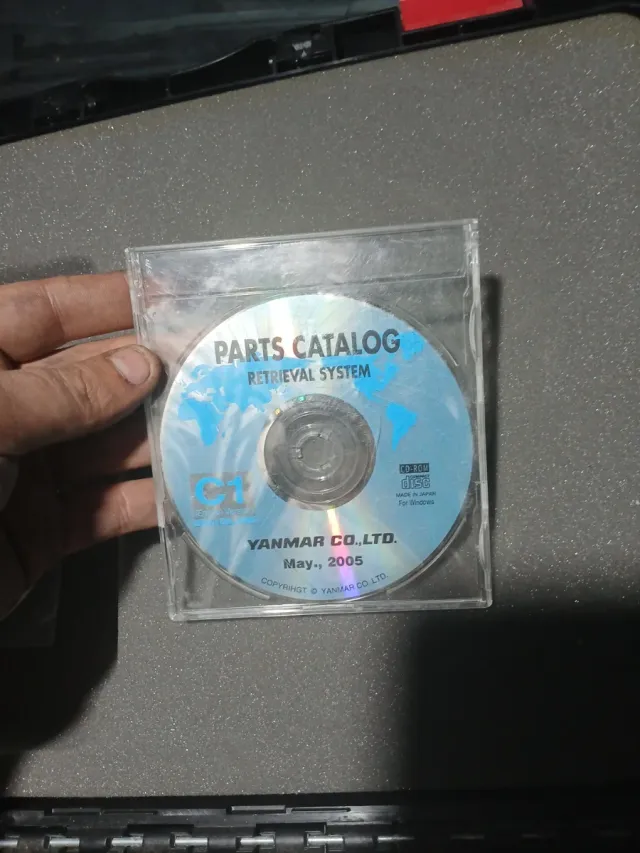 PARTS CATALOG
RETRIEVAL SYSTEM
C1
CD-ROM
COMPACT
disc
MADE IN JAPAN
For Windows
YANMAR CO.,LTD.
May., 2005
COPYRIHGT © YANMAR CO.,LTD.